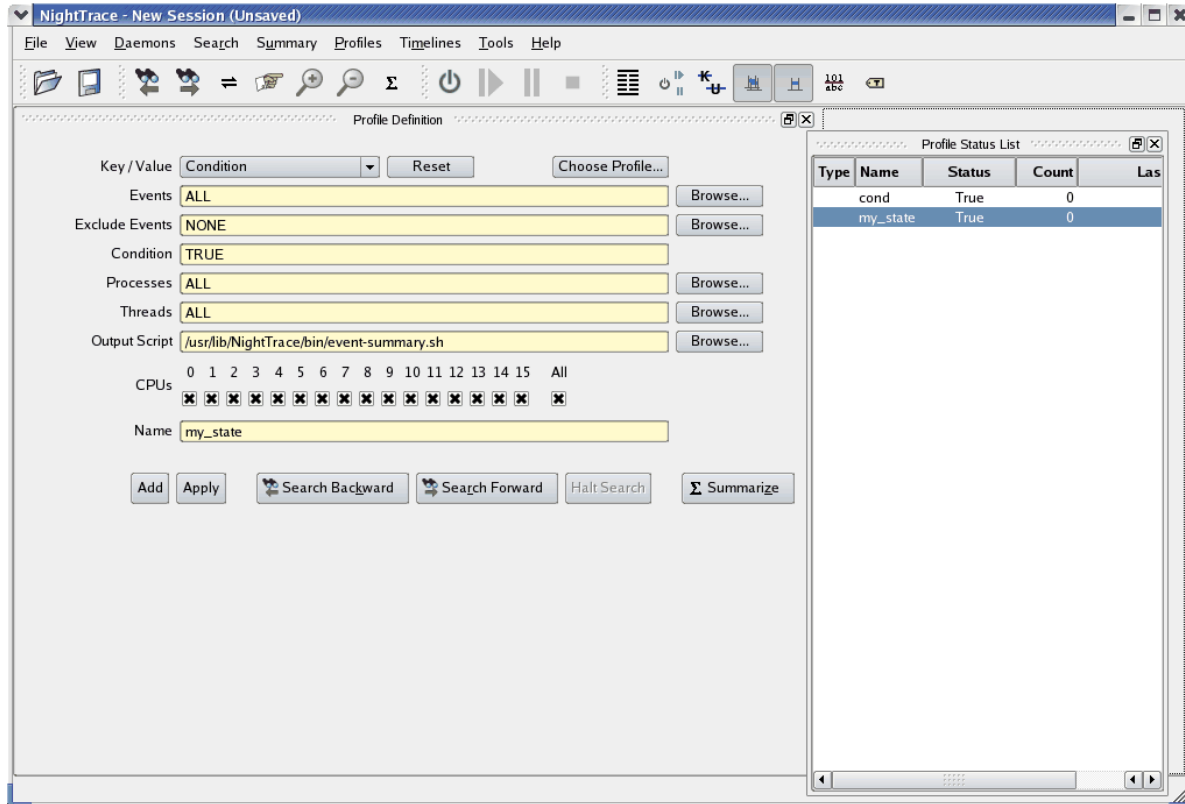 NightTrace - New Session (Unsaved)
File View Daemons Search Summary Profiles Timelines Tools Help
Σ
101
abc
T
Profile Definition
Key / Value Condition Reset Choose Profile...
Events ALL Browse...
Exclude Events NONE Browse...
Condition TRUE
Processes ALL Browse...
Threads ALL Browse...
Output Script /usr/lib/NightTrace/bin/event-summary.sh Browse...
CPUs 0 1 2 3 4 5 6 7 8 9 10 11 12 13 14 15 All
Name my_state
Add Apply Search Backward Search Forward Halt Search Σ Summarize
Profile Status List
Type Name Status Count Las
cond True 0
my_state True 0